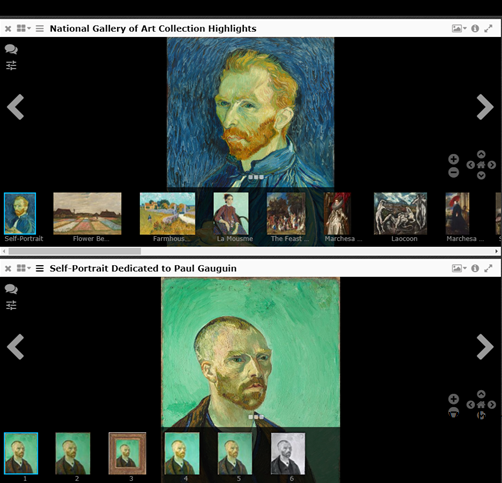 National Gallery of Art Collection Highlights
Self-Portrait
Flower Be...
Farmhous...
La Mousme
The Feast ...
Marchesa ...
Laocoon
Marchesa ...
S
Self-Portrait Dedicated to Paul Gauguin
1
2
3
4
5
6